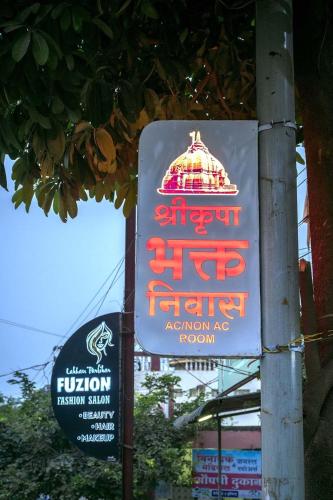 श्रीकृपा
भक्त
निवास
AC/NON AC
ROOM
FUZION
FASHION SALON
•BEAUTY
•HAIR
•MAKEUP